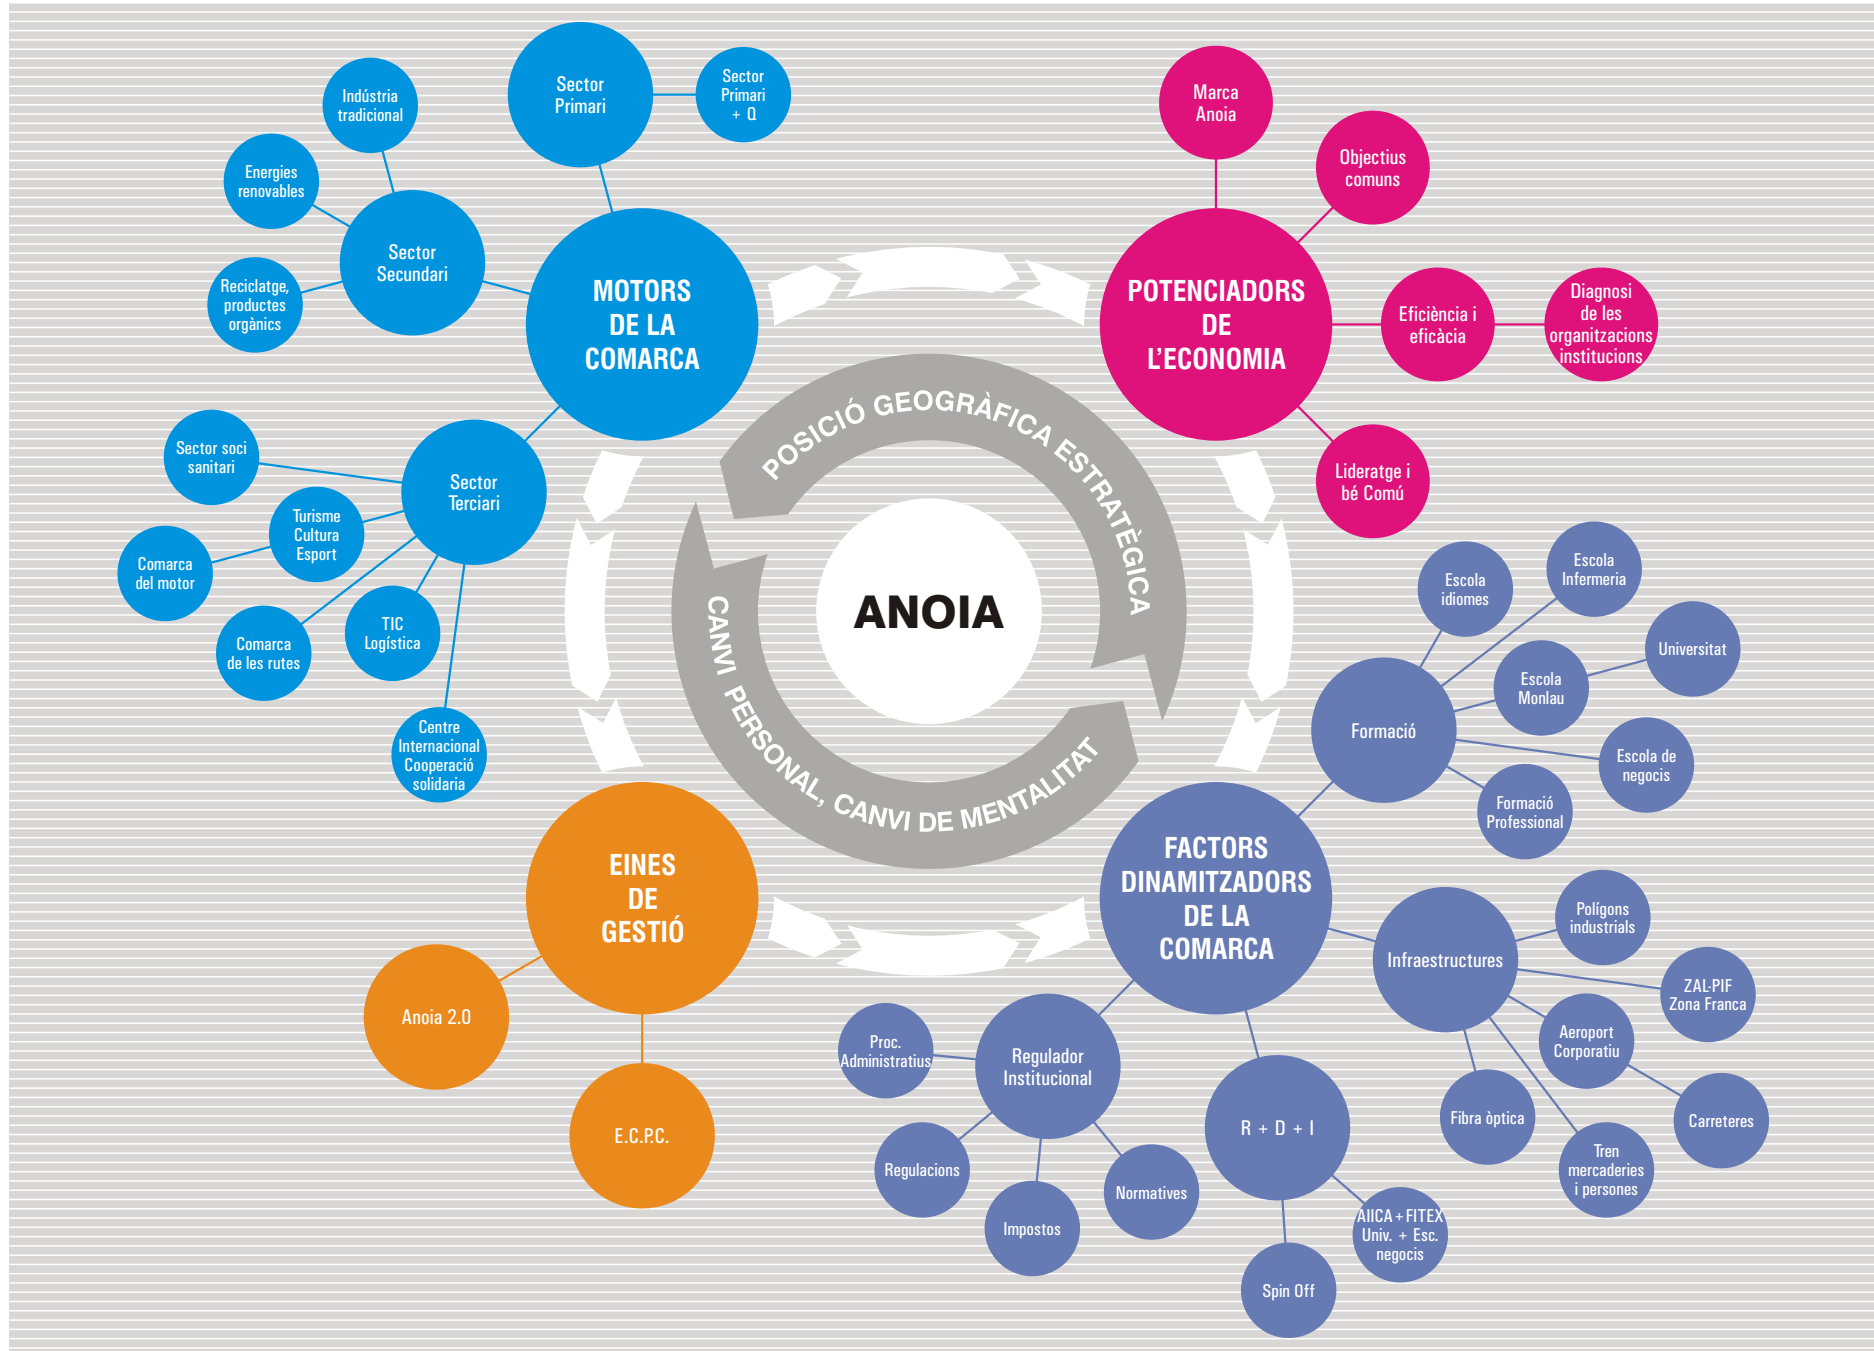 Sector
Primari
Sector
Primari
+ Q
Indústria
tradicional
Energies
renovables
Sector
Secundari
Reciclatge,
productes
orgànics
MOTORS
DE LA
COMARCA
Sector soci
sanitari
Sector
Terciari
Turisme
Cultura
Esport
Comarca
del motor
TIC
Logística
Comarca
de les rutes
Centre
Internacional
Cooperació
solidaria
Marca
Anoia
Objectius
comuns
POTENCIADORS
DE
L'ECONOMIA
Eficiència i
eficàcia
Diagnosi
de les
organitzacions
institucions
Lideratge i
bé Comú
POSICIÓ GEOGRÀFICA ESTRATÈGICA
ANOIA
CANVI PERSONAL, CANVI DE MENTALITAT
Escola
idiomes
Escola
Infermeria
Universitat
Escola
Monlau
Formació
Escola de
negocis
Formació
Professional
EINES
DE
GESTIÓ
Anoia 2.0
E.C.P.C.
FACTORS
DINAMITZADORS
DE LA
COMARCA
Polígons
industrials
Infraestructures
ZAL-PIF
Zona Franca
Aeroport
Corporatiu
Carreteres
Fibra òptica
Tren
mercaderies
i persones
Proc.
Administratius
Regulador
Institucional
Regulacions
Impostos
Normatives
R + D + I
AIICA + FITEX
Univ. + Esc.
negocis
Spin Off